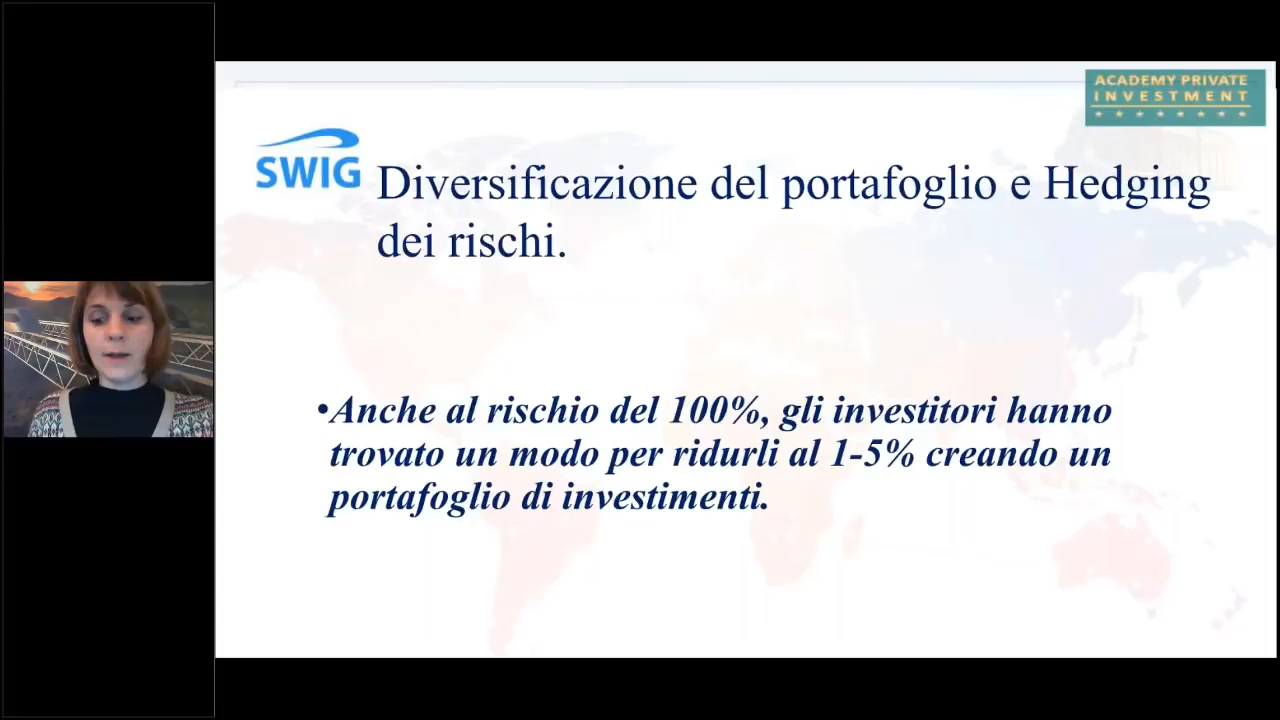 ACADEMY PRIVATE
INVESTMENT
SWIG
Diversificazione del portafoglio e Hedging
dei rischi.
•Anche al rischio del 100%, gli investitori hanno
trovato un modo per ridurli al 1-5% creando un
portafoglio di investimenti.